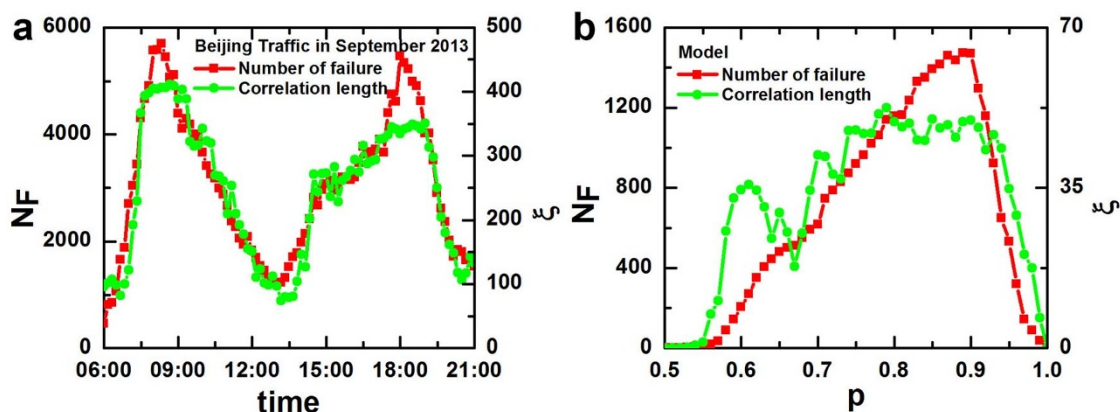 a
Beijing Traffic in September 2013
Number of failure
Correlation length
6000
4000
2000
0
N_F
500
400
300
200
100
0
ξ
06:00 09:00 12:00 15:00 18:00 21:00
time
b
Model
Number of failure
Correlation length
1600
1200
800
400
0
N_F
70
35
0
ξ
0.5 0.6 0.7 0.8 0.9 1.0
p